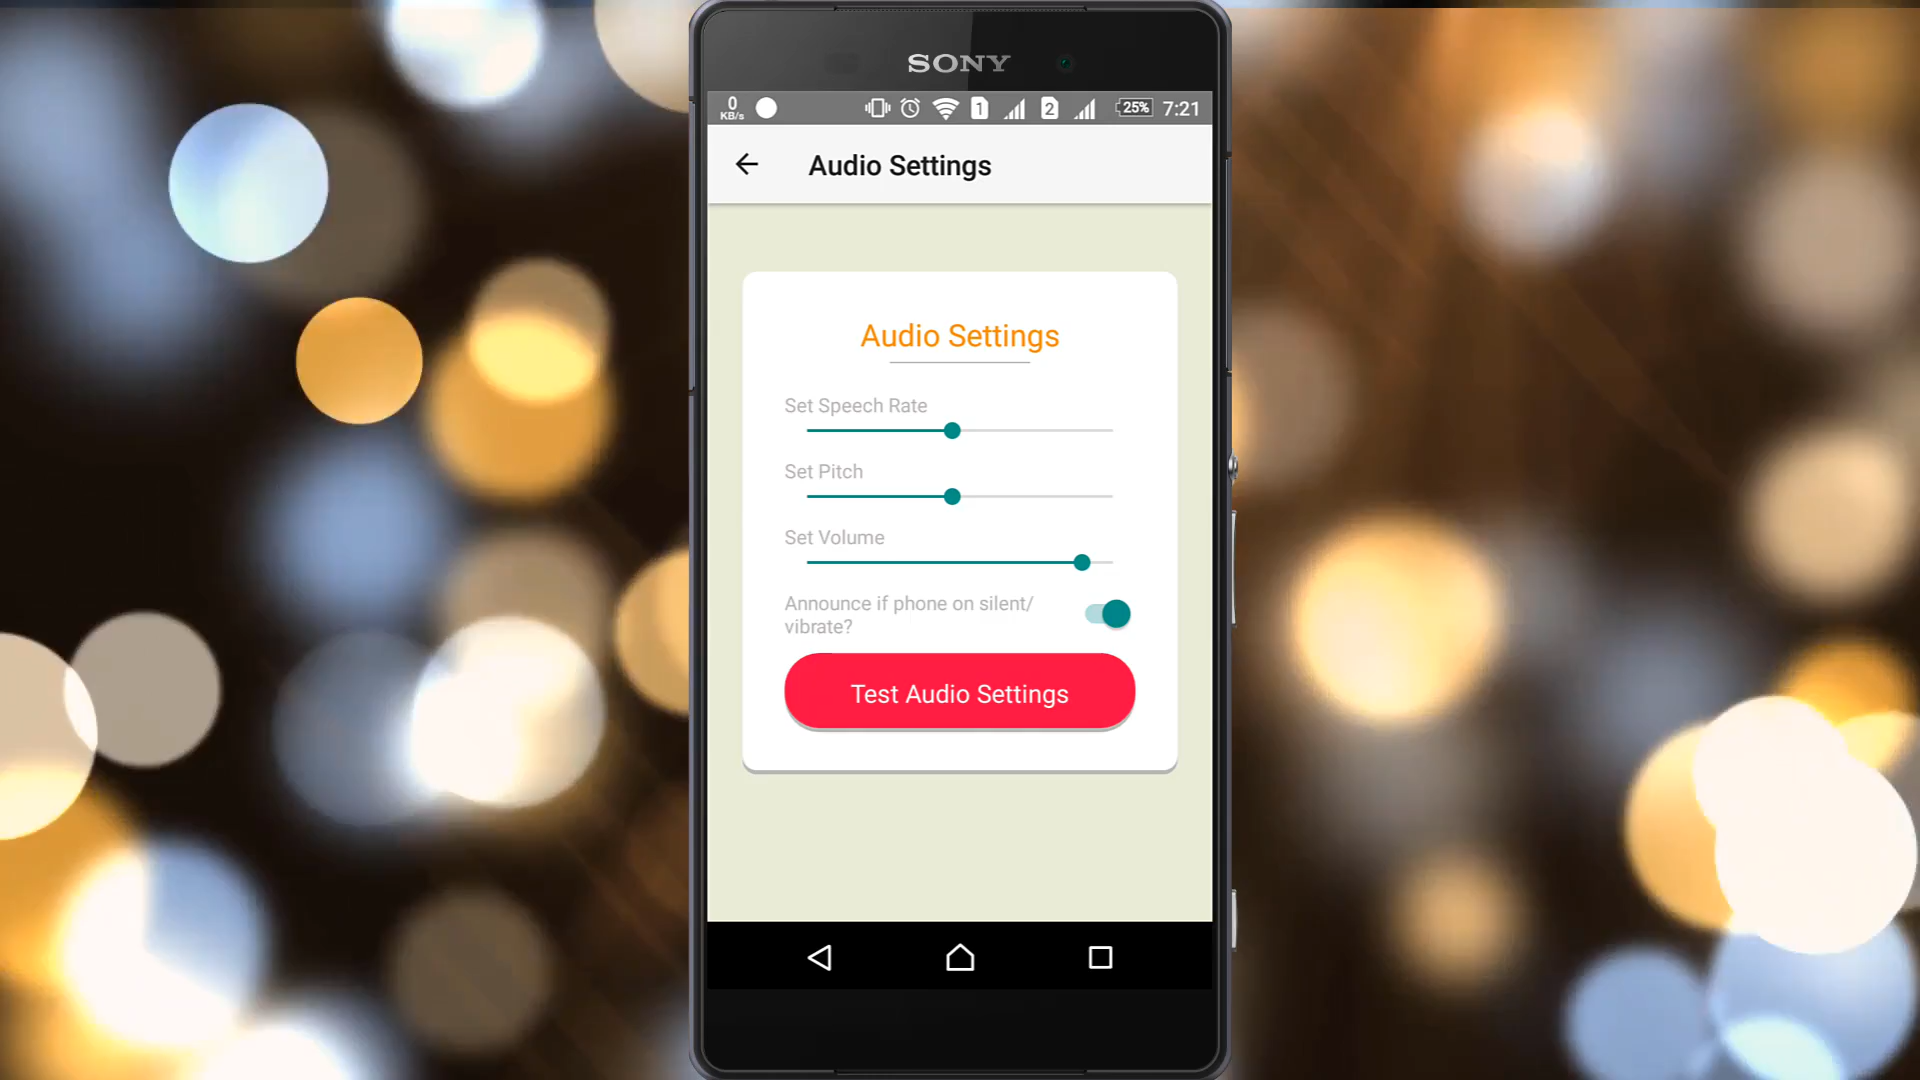 SONY
0
KB/s
1
2
25%
7:21
Audio Settings
Audio Settings
Set Speech Rate
Set Pitch
Set Volume
Announce if phone on silent/
vibrate?
Test Audio Settings